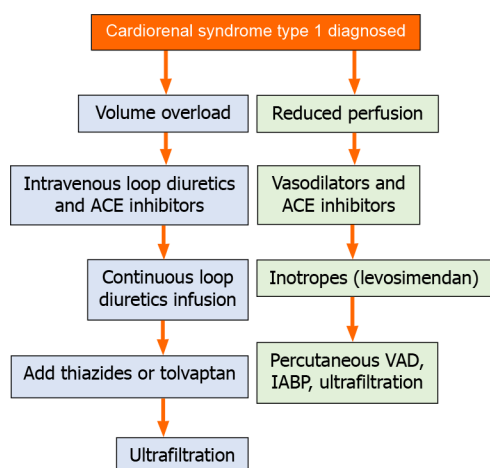 Cardiorenal syndrome type 1 diagnosed
Volume overload
Reduced perfusion
Intravenous loop diuretics
and ACE inhibitors
Vasodilators and
ACE inhibitors
Continuous loop
diuretics infusion
Inotropes (levosimendan)
Add thiazides or tolvaptan
Percutaneous VAD,
IABP, ultrafiltration
Ultrafiltration